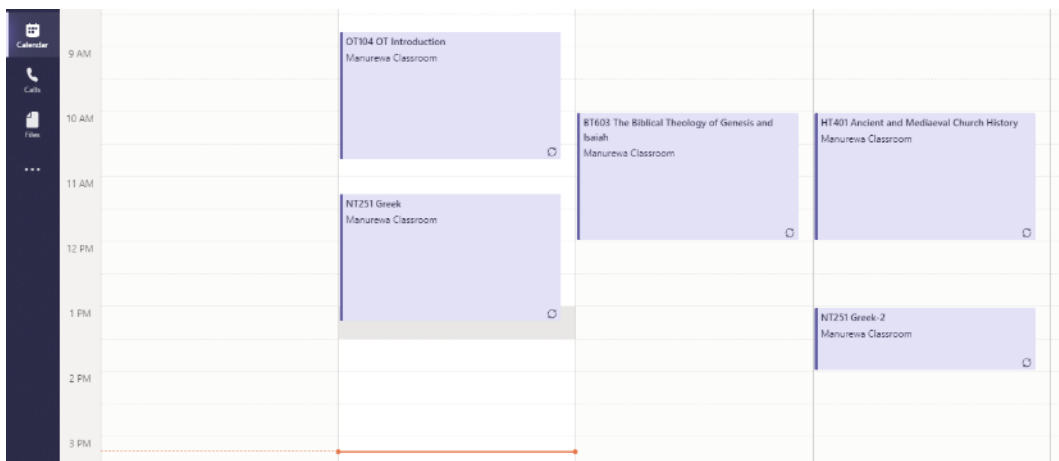 Calendar
Calls
Files
9 AM
10 AM
11 AM
12 PM
1 PM
2 PM
3 PM
OT104 OT Introduction
Manurewa Classroom
NT251 Greek
Manurewa Classroom
BT603 The Biblical Theology of Genesis and
Isaiah
Manurewa Classroom
HT401 Ancient and Mediaeval Church History
Manurewa Classroom
NT251 Greek-2
Manurewa Classroom